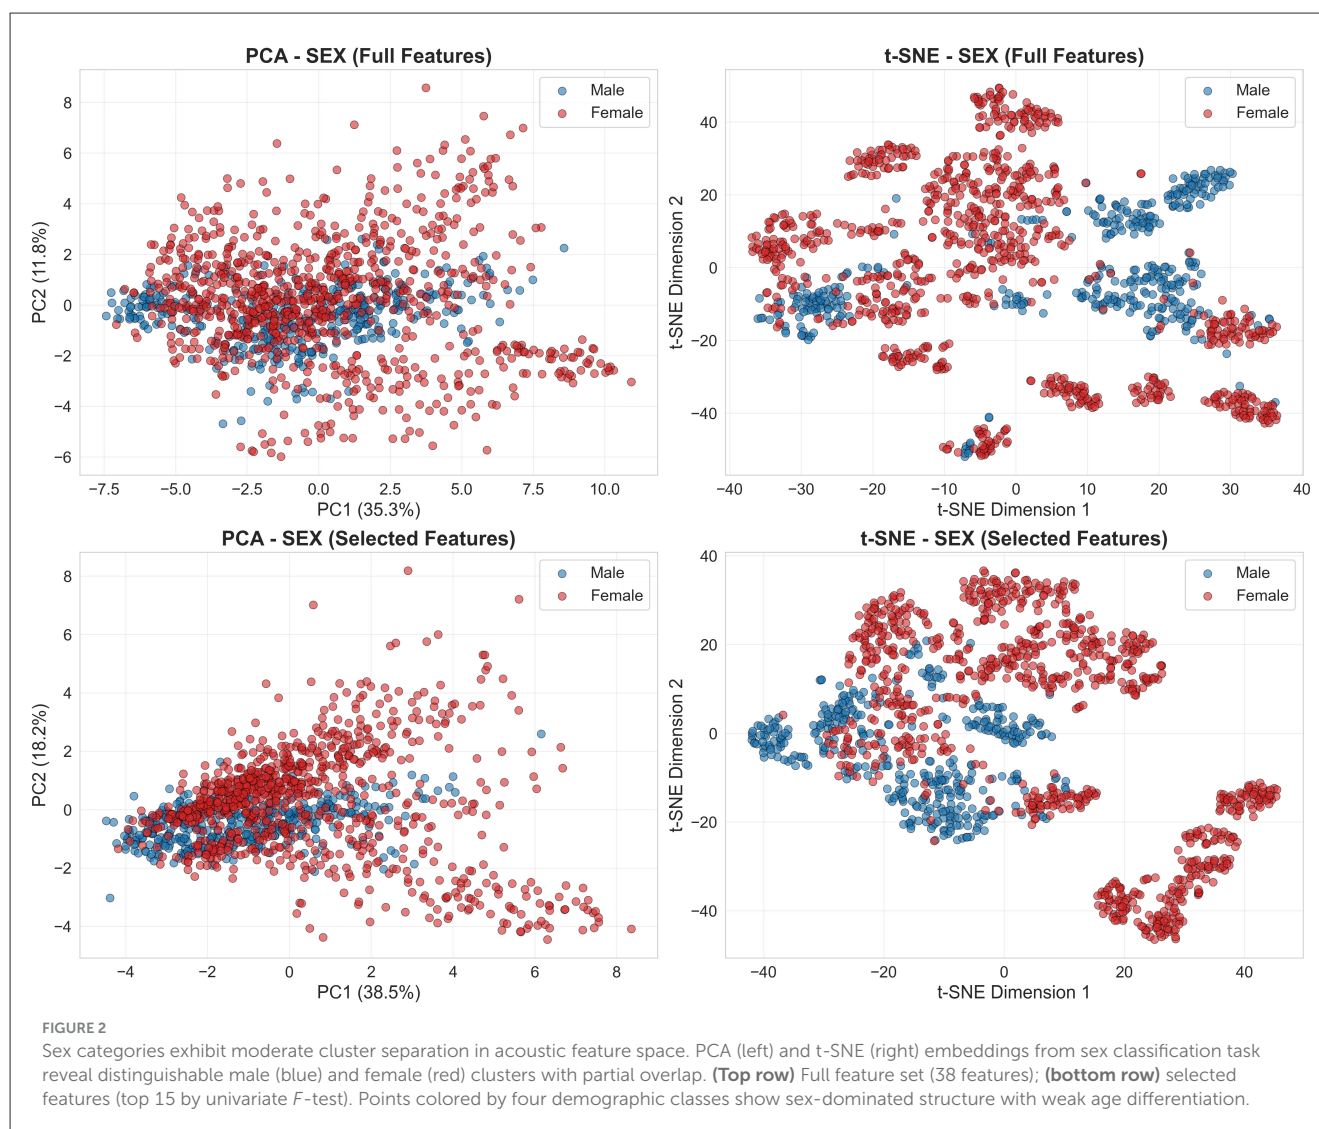 PCA - SEX (Full Features)
Male
Female
8
6
4
2
0
−2
−4
−6
PC2 (11.8%)
−7.5 −5.0 −2.5 0.0 2.5 5.0 7.5 10.0
PC1 (35.3%)
t-SNE - SEX (Full Features)
Male
Female
40
20
0
−20
−40
t-SNE Dimension 2
−40 −30 −20 −10 0 10 20 30 40
t-SNE Dimension 1
PCA - SEX (Selected Features)
Male
Female
8
6
4
2
0
−2
−4
PC2 (18.2%)
−4 −2 0 2 4 6 8
PC1 (38.5%)
t-SNE - SEX (Selected Features)
Male
Female
40
20
0
−20
−40
t-SNE Dimension 2
−40 −20 0 20 40
t-SNE Dimension 1
FIGURE 2
Sex categories exhibit moderate cluster separation in acoustic feature space. PCA (left) and t-SNE (right) embeddings from sex classification task
reveal distinguishable male (blue) and female (red) clusters with partial overlap. (Top row) Full feature set (38 features); (bottom row) selected
features (top 15 by univariate F-test). Points colored by four demographic classes show sex-dominated structure with weak age differentiation.